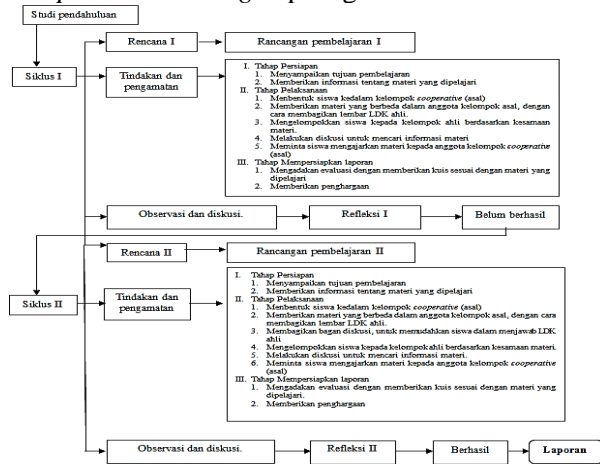 Studi pendahuluan
Rencana I
Rancangan pembelajaran I
Siklus I
Tindakan dan
pengamatan
I. Tahap Persiapan
1. Menyampaikan tujuan pembelajaran
2. Memberikan informasi tentang materi yang dipelajari
II. Tahap Pelaksanaan
1. Membentuk siswa kedalam kelompok cooperative (asal)
2. Memberikan materi yang berbeda dalam anggota kelompok asal, dengan
cara membagikan lembar LDK ahli.
3. Mengelompokkan siswa kepada kelompok ahli berdasarkan kesamaan
materi.
4. Melakukan diskusi untuk mencari informasi materi
5. Meminta siswa mengajarkan materi kepada anggota kelompok cooperative
(asal)
III. Tahap Mempersiapkan laporan
1. Mengadakan evaluasi dengan memberikan kuis sesuai dengan materi yang
dipelajari
2. Memberikan penghargaan
Observasi dan diskusi.
Refleksi I
Belum berhasil
Rencana II
Rancangan pembelajaran II
Siklus II
Tindakan dan
pengamatan
I. Tahap Persiapan
1. Menyampaikan tujuan pembelajaran
2. Memberikan informasi tentang materi yang dipelajari
II. Tahap Pelaksanaan
1. Membentuk siswa kedalam kelompok cooperative (asal)
2. Memberikan materi yang berbeda dalam anggota kelompok asal, dengan cara
membagikan lembar LDK ahli.
3. Membagikan bagan diskusi, untuk memudahkan siswa dalam menjawab LDK
ahli
4. Mengelompokkan siswa kepada kelompok ahli berdasarkan kesamaan materi.
5. Melakukan diskusi untuk mencari informasi materi.
6. Meminta siswa mengajarkan materi kepada anggota kelompok cooperative
(asal)
III. Tahap Mempersiapkan laporan
1. Mengadakan evaluasi dengan memberikan kuis sesuai dengan materi yang
dipelajari.
2. Memberikan penghargaan
Observasi dan diskusi.
Refleksi II
Berhasil
Laporan